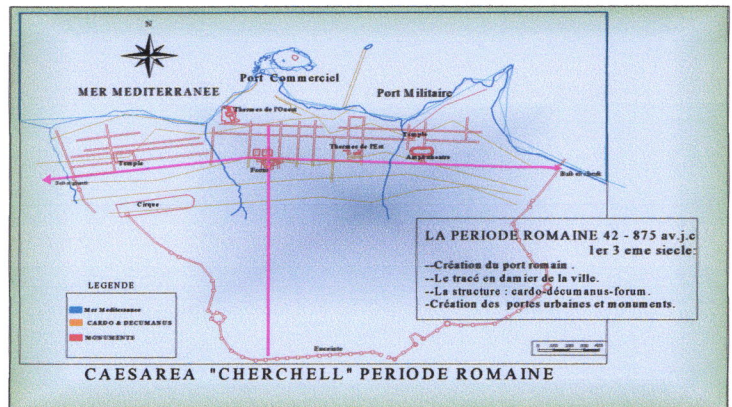 N
MER MEDITERRANEE
Port Commerciel
Port Militaire
Thermes de l'Ouest
Temple
Thermes de l'Est
Temple
Amphitheatre
Forum
Cirque
LA PERIODE ROMAINE 42 - 875 av.j.c
1er 3 eme siecle:
--Création du port romain .
--Le tracé en damier de la ville.
--La structure : cardo-décumanus-forum.
-Création des portes urbaines et monuments.
LEGENDE
Mer Mediterranee
CARDO & DECUMANUS
MONUMENTS
Enceinte
CAESAREA "CHERCHELL" PERIODE ROMAINE